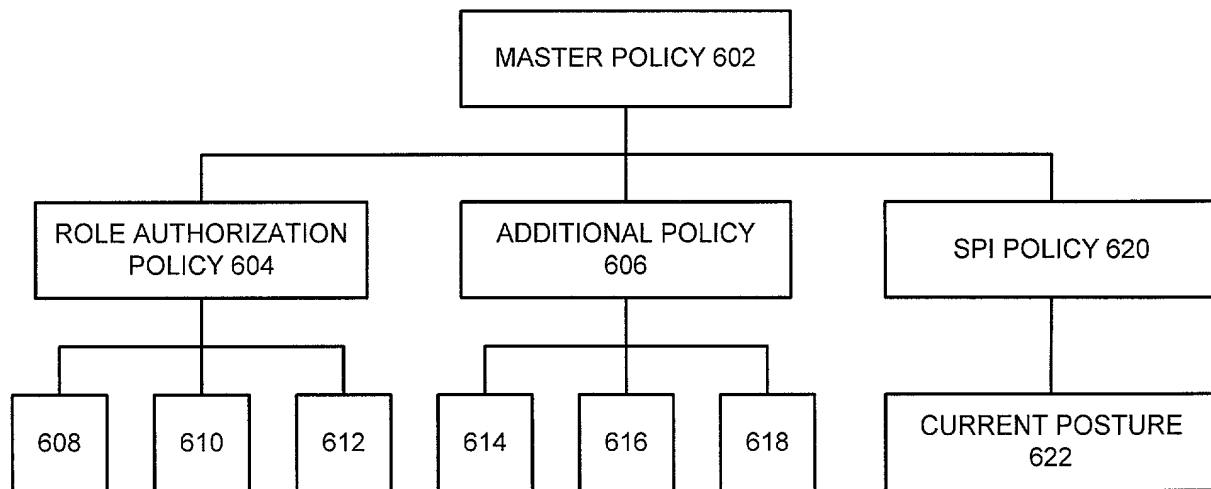 MASTER POLICY 602
ROLE AUTHORIZATION
POLICY 604
ADDITIONAL POLICY
606
SPI POLICY 620
608
610
612
614
616
618
CURRENT POSTURE
622